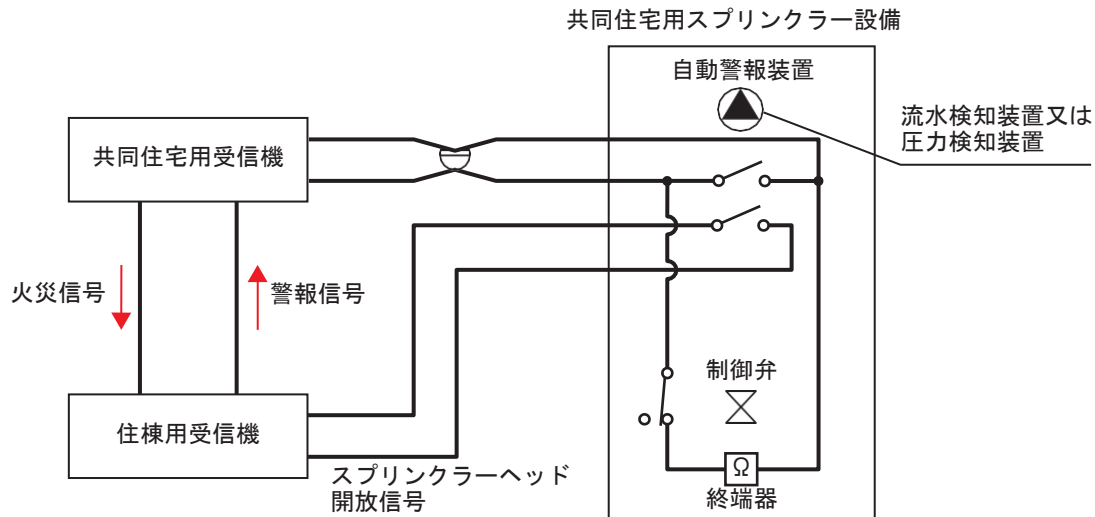 共同住宅用スプリンクラー設備
自動警報装置
流水検知装置又は
圧力検知装置
共同住宅用受信機
火災信号
警報信号
制御弁
住棟用受信機
スプリンクラーヘッド
開放信号
Ω
終端器